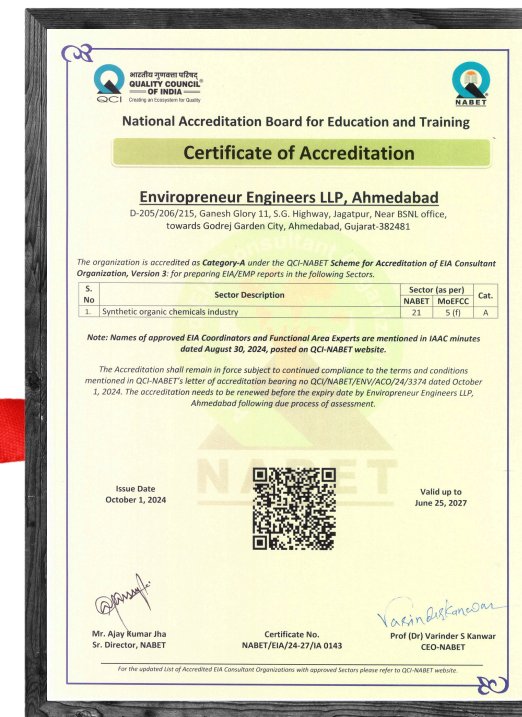 भारतीय गुणवत्ता परिषद्
QUALITY COUNCIL
OF INDIA
QCI Creating an Ecosystem for Quality
NABET
National Accreditation Board for Education and Training
Certificate of Accreditation
Enviropreneur Engineers LLP, Ahmedabad
D-205/206/215, Ganesh Glory 11, S.G. Highway, Jagatpur, Near BSNL office,
towards Godrej Garden City, Ahmedabad, Gujarat-382481
The organization is accredited as Category-A under the QCI-NABET Scheme for Accreditation of EIA Consultant
Organization, Version 3: for preparing EIA/EMP reports in the following Sectors.
S. No Sector Description Sector (as per) NABET MoEFCC Cat.
1. Synthetic organic chemicals industry 21 5 (f) A
Note: Names of approved EIA Coordinators and Functional Area Experts are mentioned in IAAC minutes
dated August 30, 2024, posted on QCI-NABET website.
The Accreditation shall remain in force subject to continued compliance to the terms and conditions
mentioned in QCI-NABET's letter of accreditation bearing no QCI/NABET/ENV/ACO/24/3374 dated October
1, 2024. The accreditation needs to be renewed before the expiry date by Enviropreneur Engineers LLP,
Ahmedabad following due process of assessment.
NABET
Issue Date
October 1, 2024
Valid up to
June 25, 2027
Varinderkanwar
Mr. Ajay Kumar Jha
Sr. Director, NABET
Certificate No.
NABET/EIA/24-27/IA 0143
Prof (Dr) Varinder S Kanwar
CEO-NABET
For the updated List of Accredited EIA Consultant Organizations with approved Sectors please refer to QCI-NABET website.